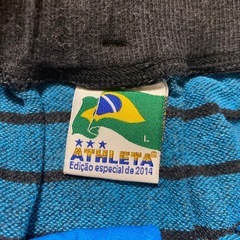 L
ATHLETA®
Edição especial de 2014